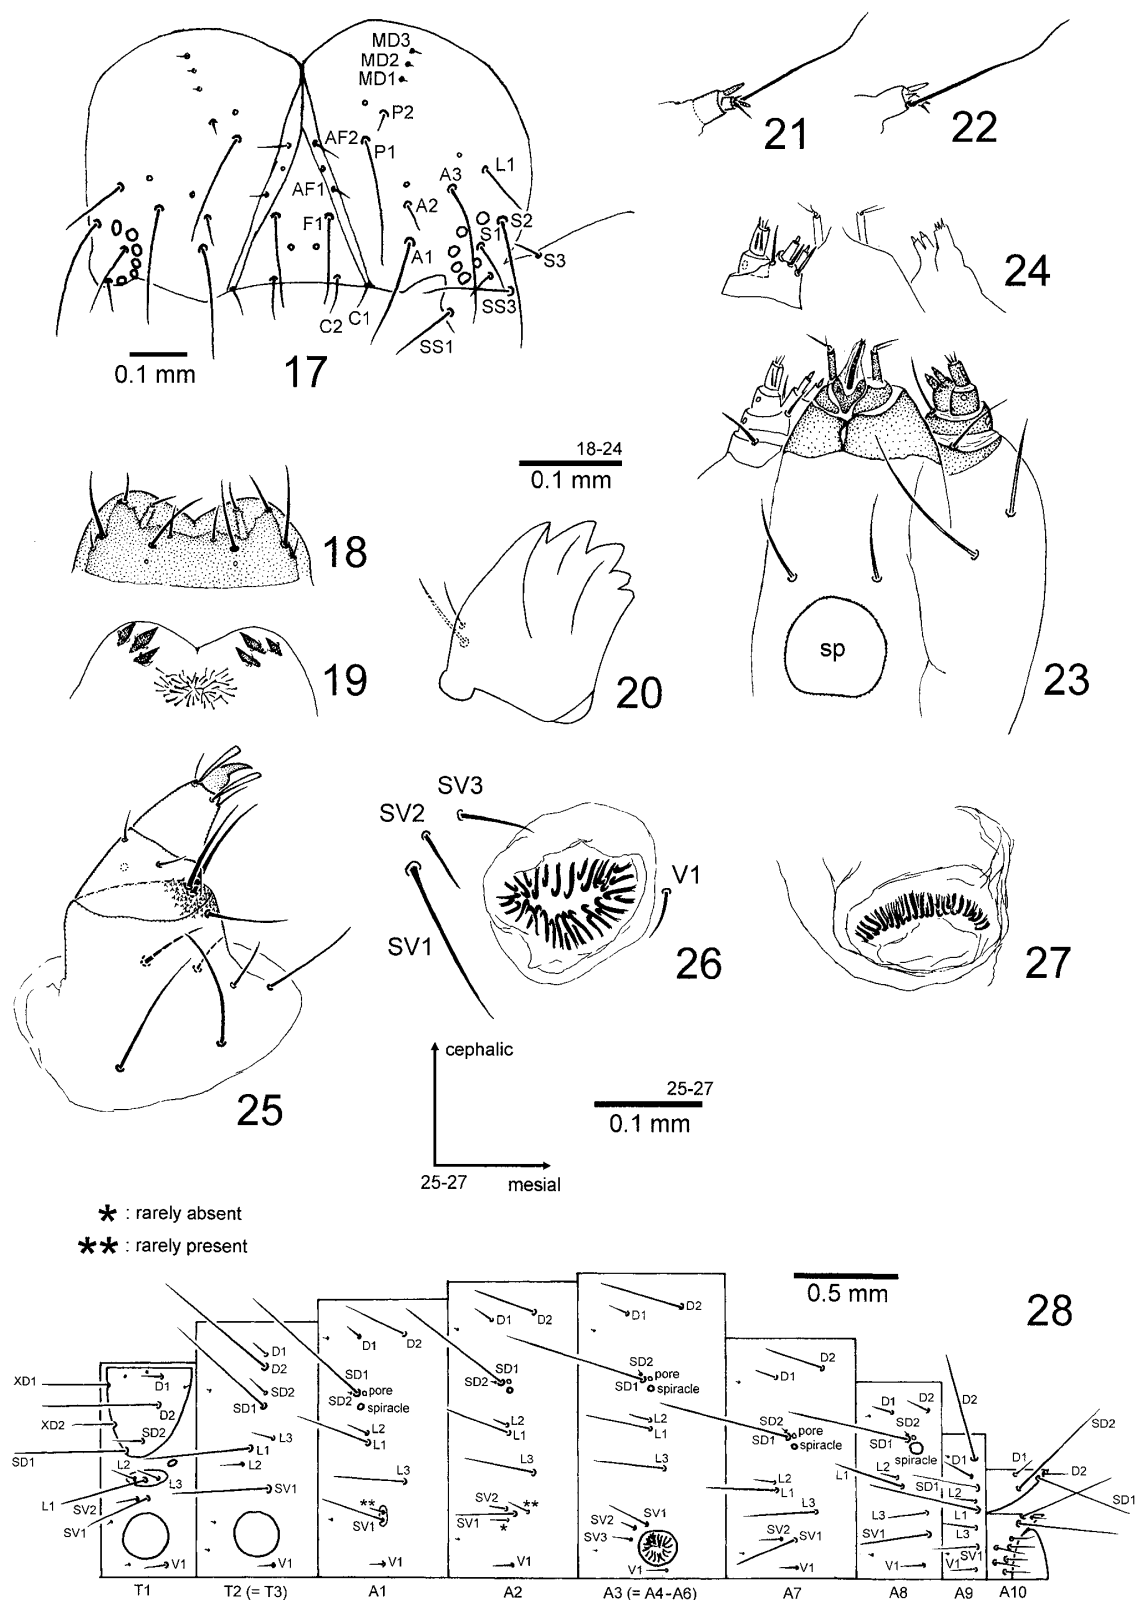 MD3
MD2
MD1
P2
AF2
P1
A3
L1
AF1
A2
F1
S1
S2
A1
S3
SS3
C2
C1
SS1
0.1 mm
17
21
22
24
18-24
0.1 mm
18
19
20
sp
23
SV3
SV2
V1
SV1
26
27
25
cephalic
25-27
mesial
25-27
0.1 mm
* : rarely absent
** : rarely present
0.5 mm
28
XD1
D1
D2
XD2
SD2
SD1
L2
L1
L3
SV2
SV1
V1
T1
D1
D2
SD2
SD1
L3
L1
L2
SV1
V1
T2 (= T3)
D1
D2
SD1
pore
SD2
spiracle
L2
L1
L3
**
SV1
V1
A1
D1
D2
SD1
SD2
L2
L1
L3
SV2
**
SV1
*
V1
A2
D1
D2
SD2
pore
SD1
spiracle
L2
L1
L3
SV1
SV2
SV3
V1
A3 (= A4-A6)
D2
D1
SD2
pore
SD1
spiracle
L2
L1
L3
SV2
SV1
V1
A7
D1
D2
SD2
SD1
spiracle
L2
L1
L3
SV1
V1
A8
D2
D1
SD1
L2
L1
L3
SV1
V1
A9
SD2
D1
D2
SD1
A10